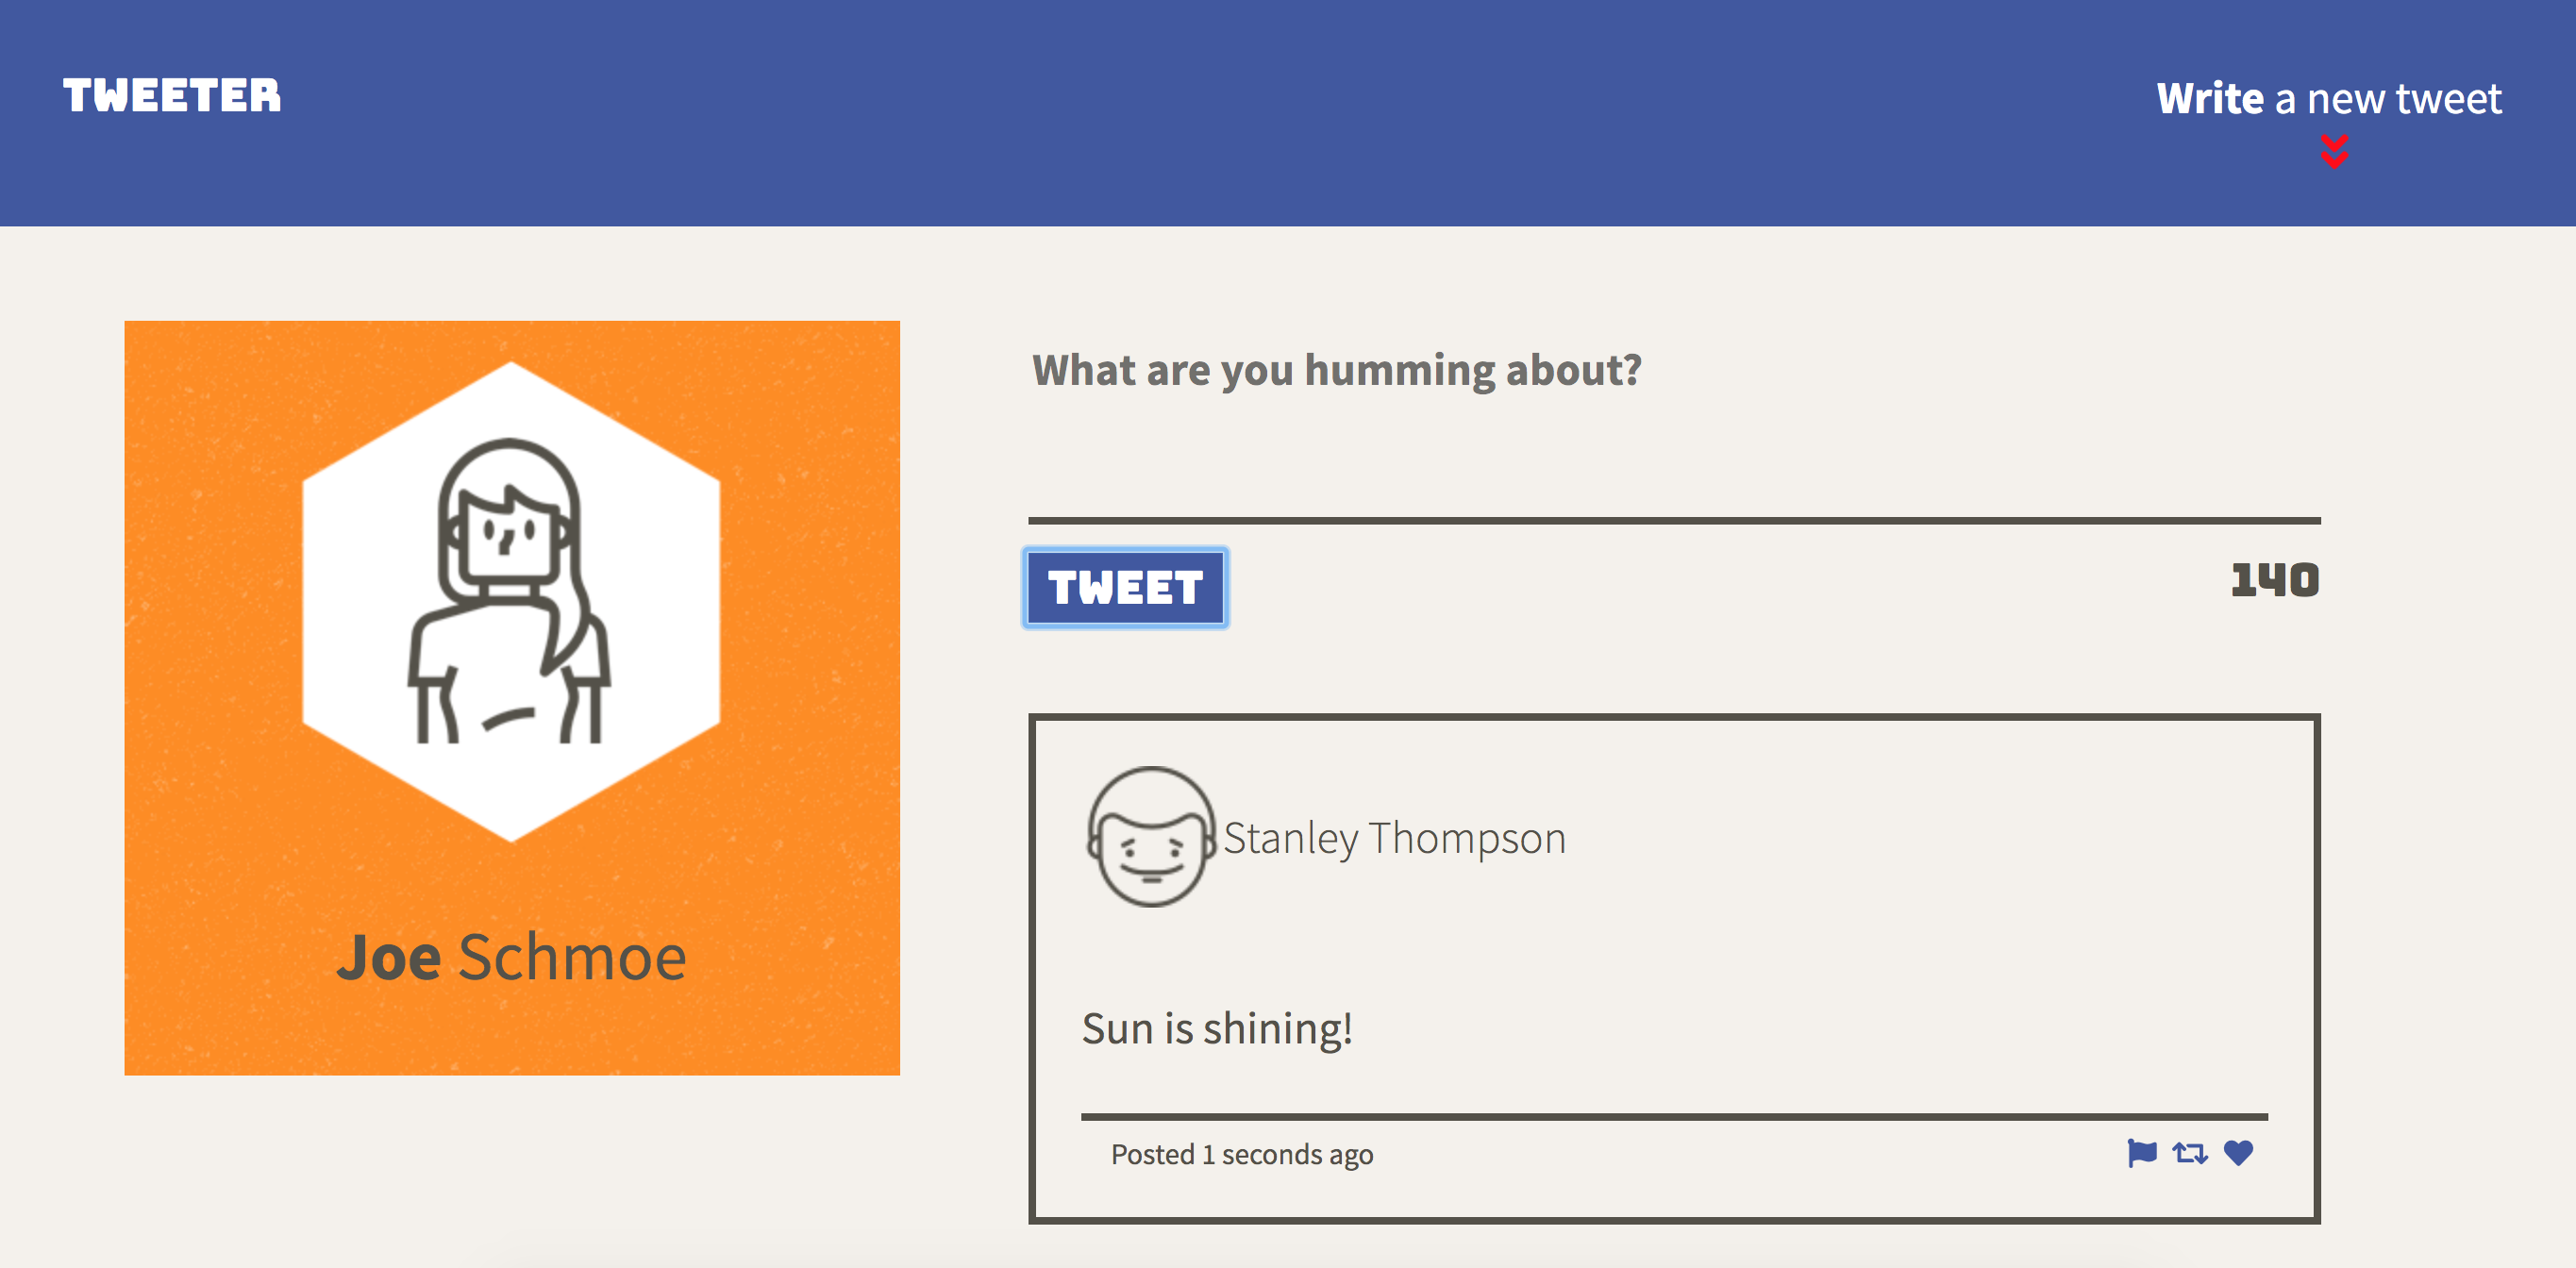 TWEETER
Write a new tweet
Joe Schmoe
What are you humming about?
TWEET
140
Stanley Thompson
Sun is shining!
Posted 1 seconds ago